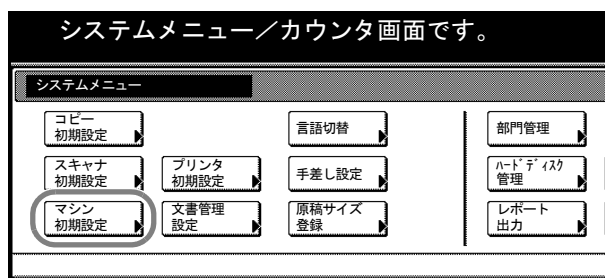 システムメニュー／カウンタ画面です。
システムメニュー
コピー
初期設定
言語切替
部門管理
スキャナ
初期設定
プリンタ
初期設定
手差し設定
ﾊｰﾄﾞﾃﾞｨｽｸ
管理
マシン
初期設定
文書管理
設定
原稿サイズ
登録
レポート
出力